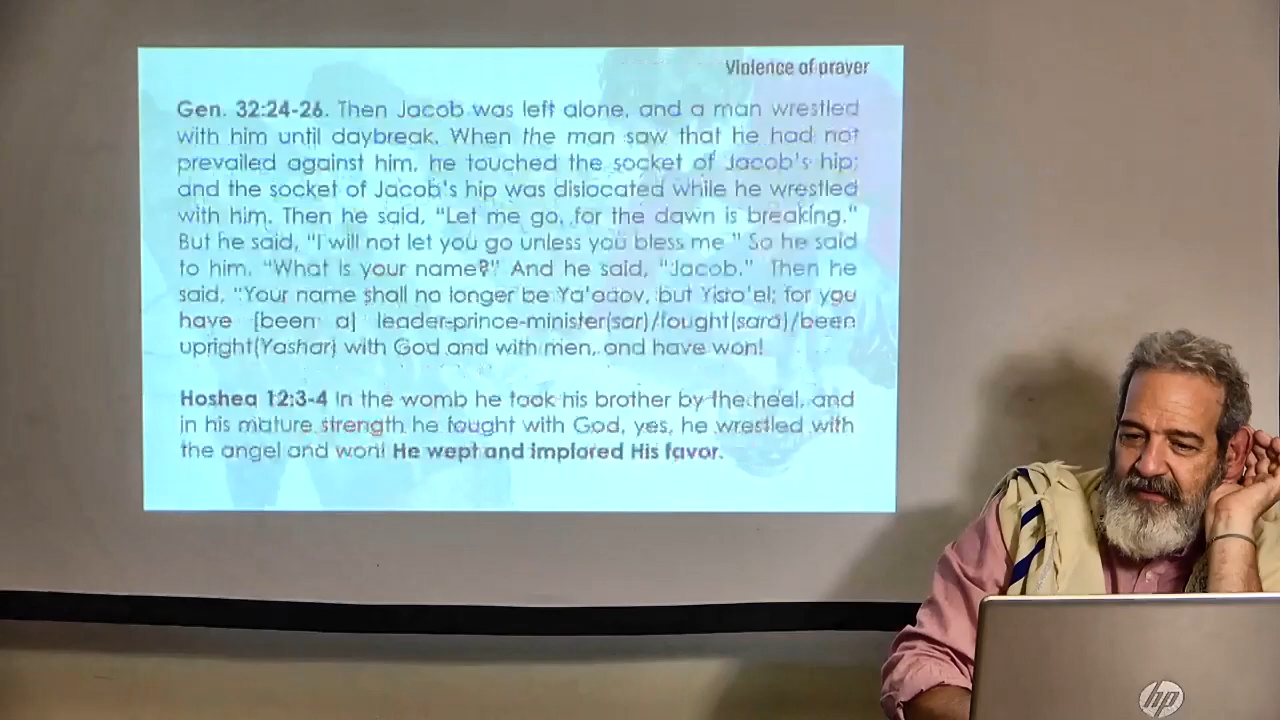 Violence of prayer
Gen. 32:24-26. Then Jacob was left alone, and a man wrestled
with him until daybreak. When the man saw that he had not
prevailed against him, he touched the socket of Jacob's hip;
and the socket of Jacob's hip was dislocated while he wrestled
with him. Then he said, "Let me go, for the dawn is breaking."
But he said, "I will not let you go unless you bless me." So he said
to him, "What is your name?" And he said, "Jacob." Then he
said, "Your name shall no longer be but for you
have [been a] leader-prince-minister(sar)/fought(sara)/been
upright(Yashar) with God and with men, and have won!
Hoshea 12:3-4 In the womb he took his brother by the heel, and
in his mature strength he fought with God, yes, he wrestled with
the angel and won! He wept and implored His favor.
hp